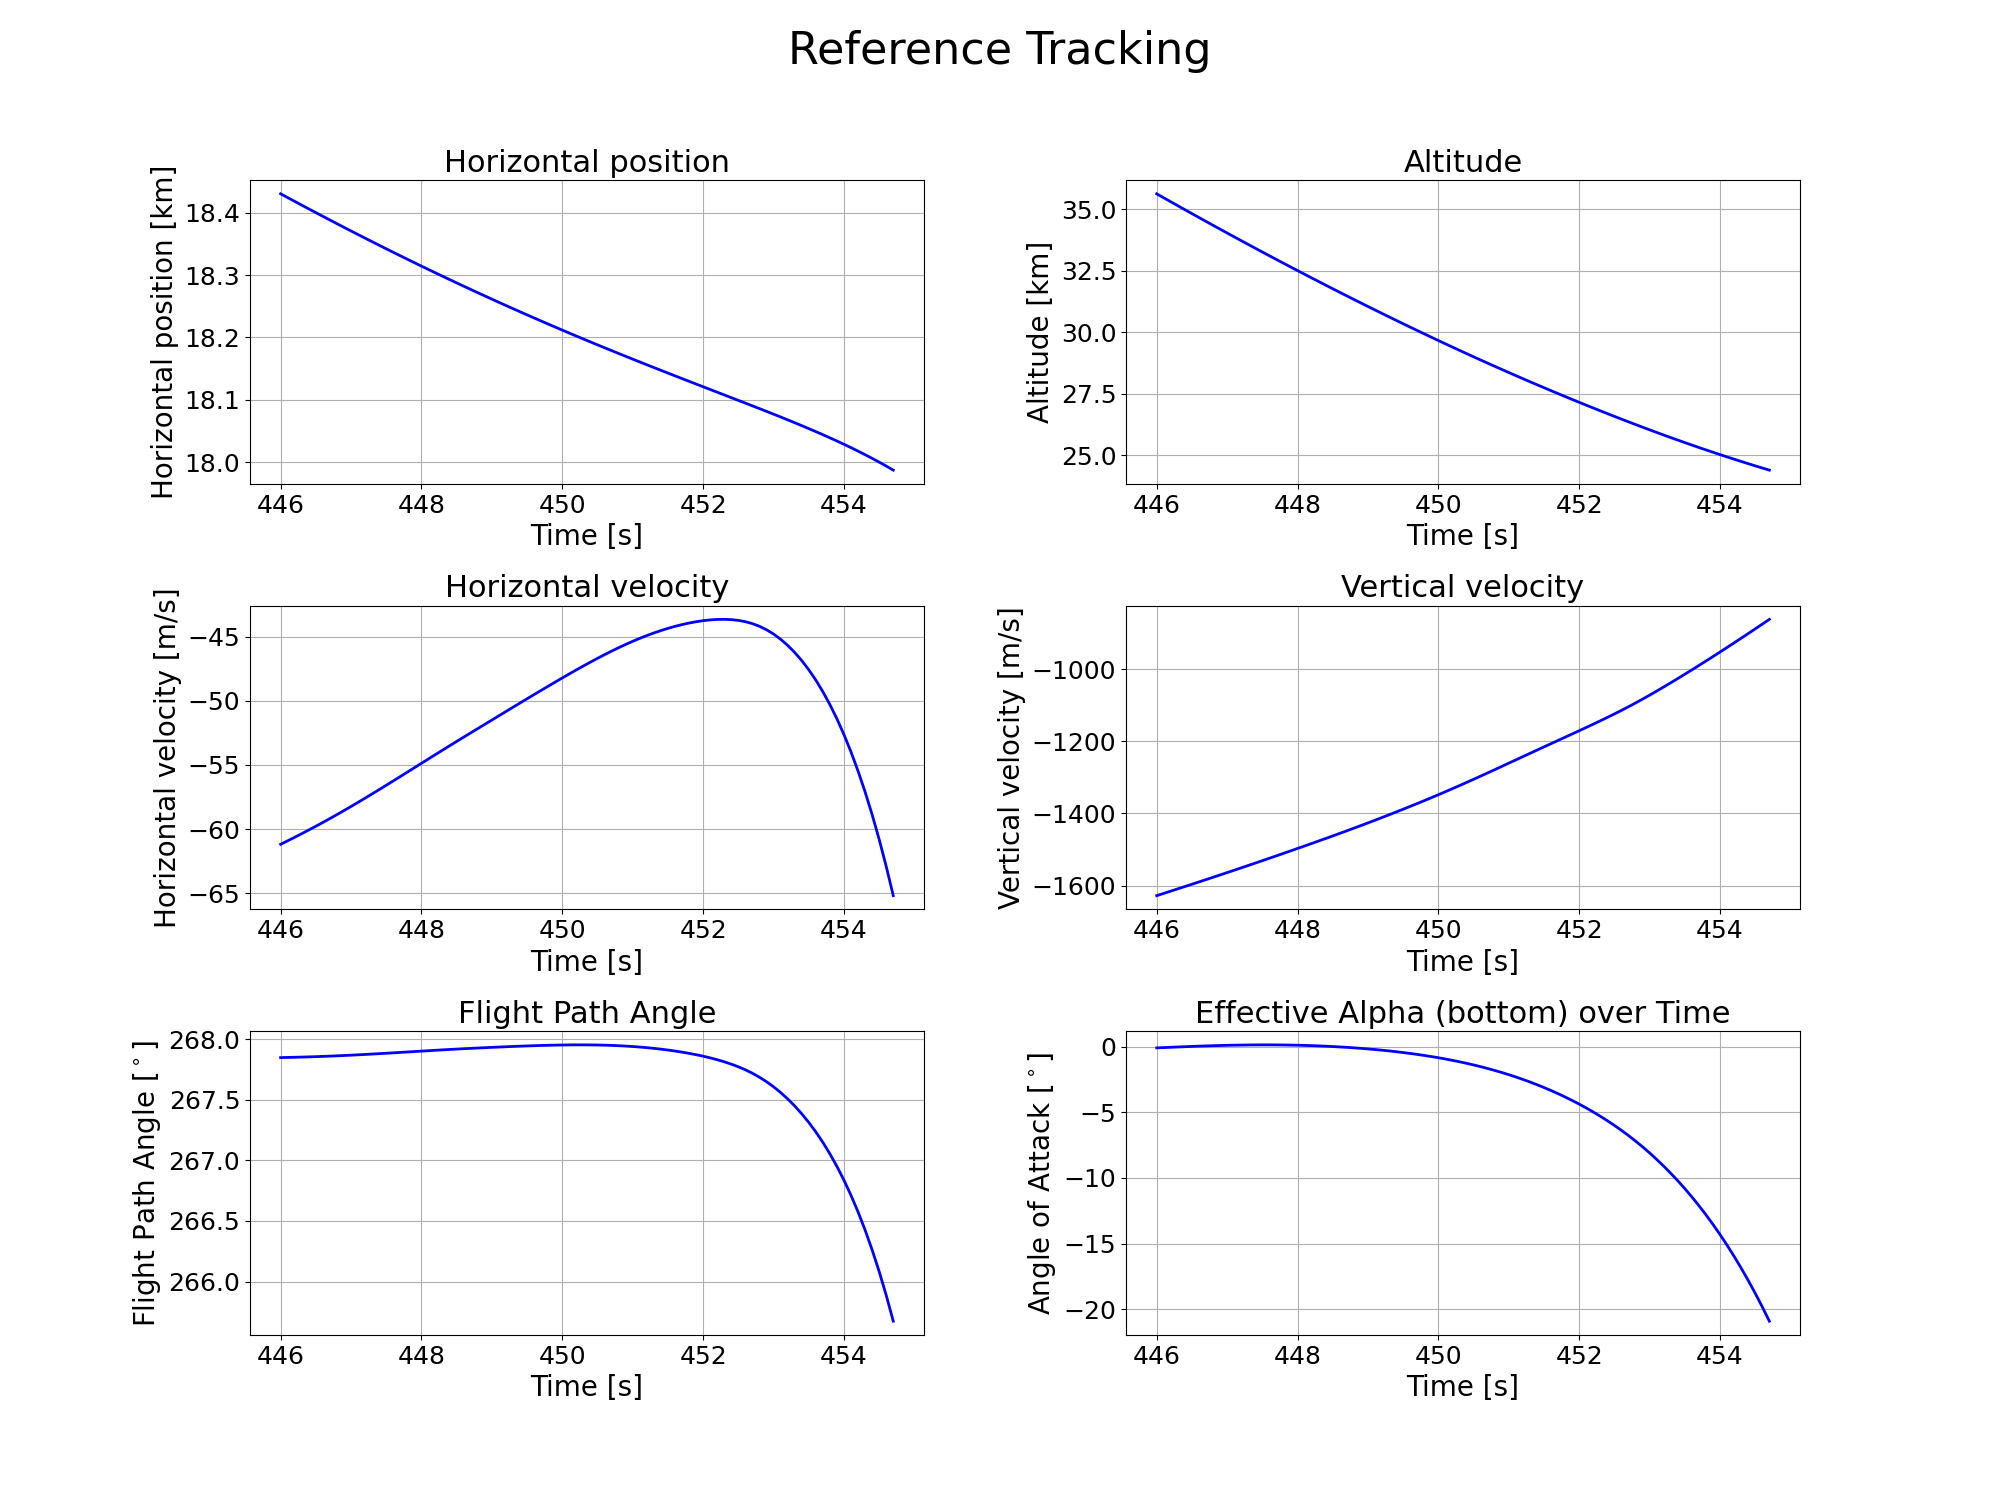 Reference Tracking
Horizontal position
Horizontal position [km]
18.4
18.3
18.2
18.1
18.0
446 448 450 452 454
Time [s]
Altitude
Altitude [km]
35.0
32.5
30.0
27.5
25.0
446 448 450 452 454
Time [s]
Horizontal velocity
Horizontal velocity [m/s]
−45
−50
−55
−60
−65
446 448 450 452 454
Time [s]
Vertical velocity
Vertical velocity [m/s]
−1000
−1200
−1400
−1600
446 448 450 452 454
Time [s]
Flight Path Angle
Flight Path Angle [°]
268.0
267.5
267.0
266.5
266.0
446 448 450 452 454
Time [s]
Effective Alpha (bottom) over Time
Angle of Attack [°]
0
−5
−10
−15
−20
446 448 450 452 454
Time [s]